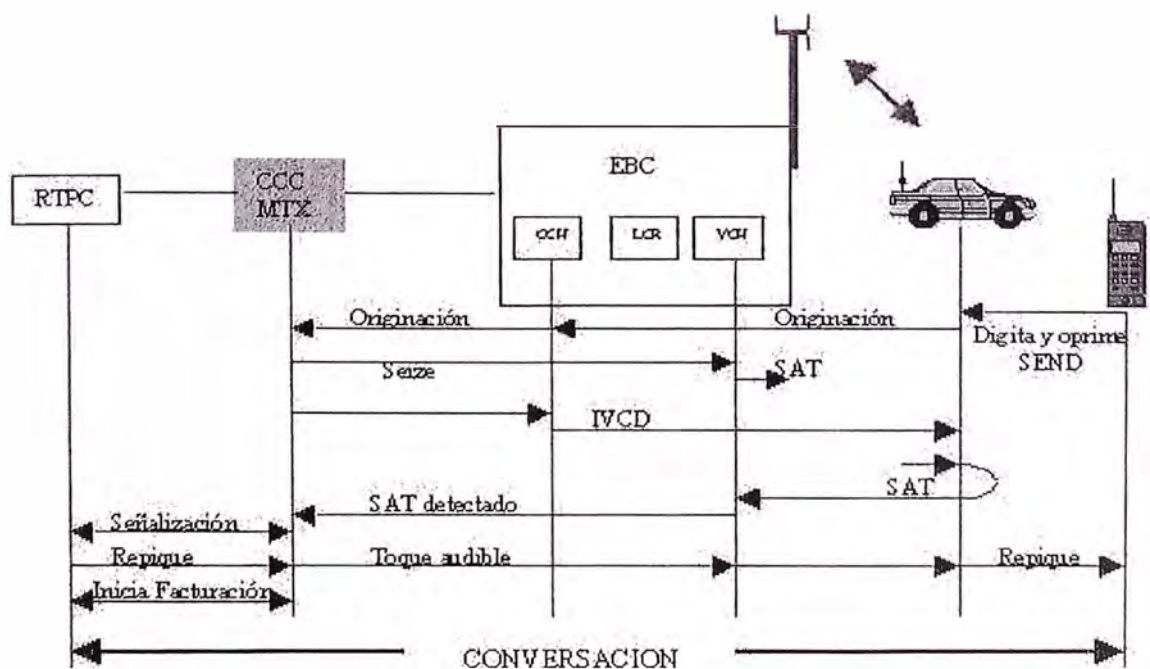 EBC
RTPC
CCC
MTX
CCH
LCR
VCH
Originación
Originación
Digita y oprime
SEND
Seize
SAT
IVCD
SAT
SAT detectado
Señalización
Repique
Toque audible
Repique
Inicia Facturación
CONVERSACION